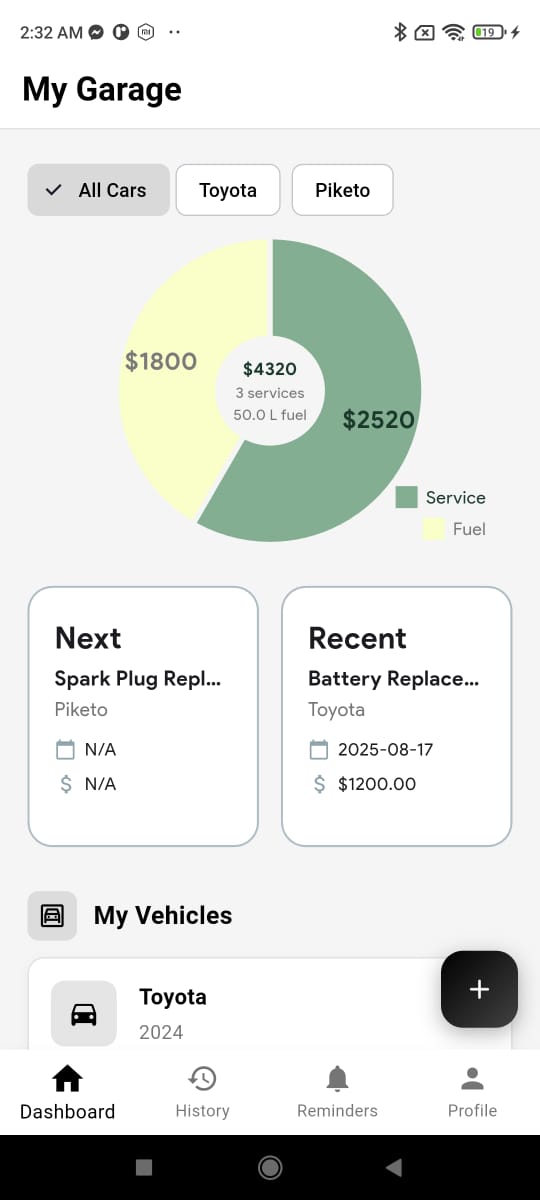 2:32 AM
19
My Garage
All Cars
Toyota
Piketo
$1800
$4320
3 services
50.0 L fuel
$2520
Service
Fuel
Next
Spark Plug Repl...
Piketo
N/A
$ N/A
Recent
Battery Replace...
Toyota
2025-08-17
$ $1200.00
My Vehicles
Toyota
2024
+
Dashboard
History
Reminders
Profile